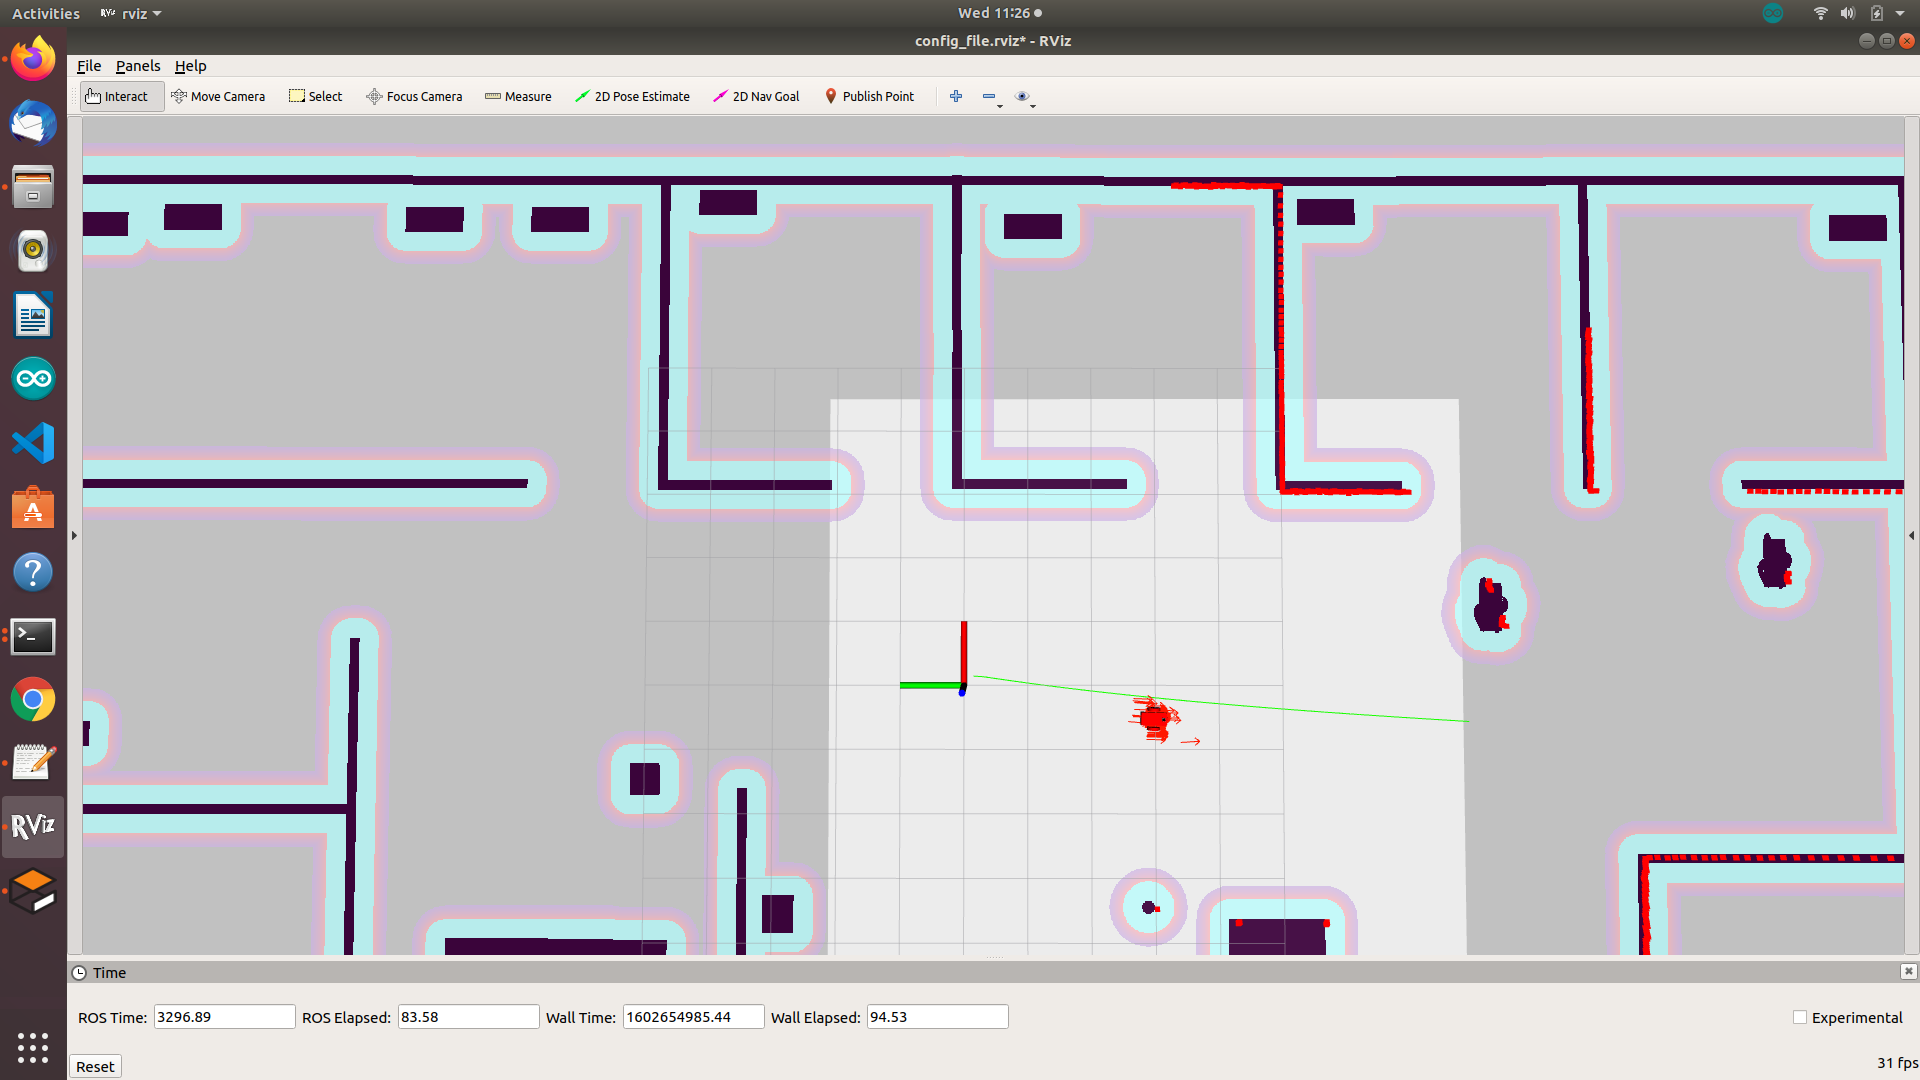 Activities RViz rviz Wed 11:26
config_file.rviz* - RViz
File Panels Help
Interact Move Camera Select Focus Camera Measure 2D Pose Estimate 2D Nav Goal Publish Point
A
?
>_
RViz
Time
ROS Time: 3296.89 ROS Elapsed: 83.58 Wall Time: 1602654985.44 Wall Elapsed: 94.53 Experimental
Reset 31 fps